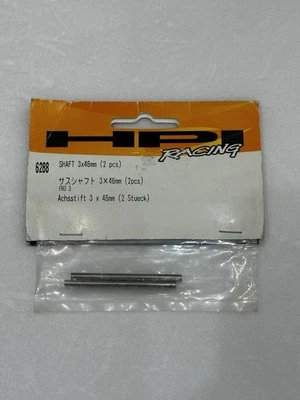 HPI
RACING
6288
SHAFT 3x46mm (2 pcs)
サスシャフト 3×46mm (2pcs)
PRO 3
Achsstift 3 x 46mm (2 Stueck)